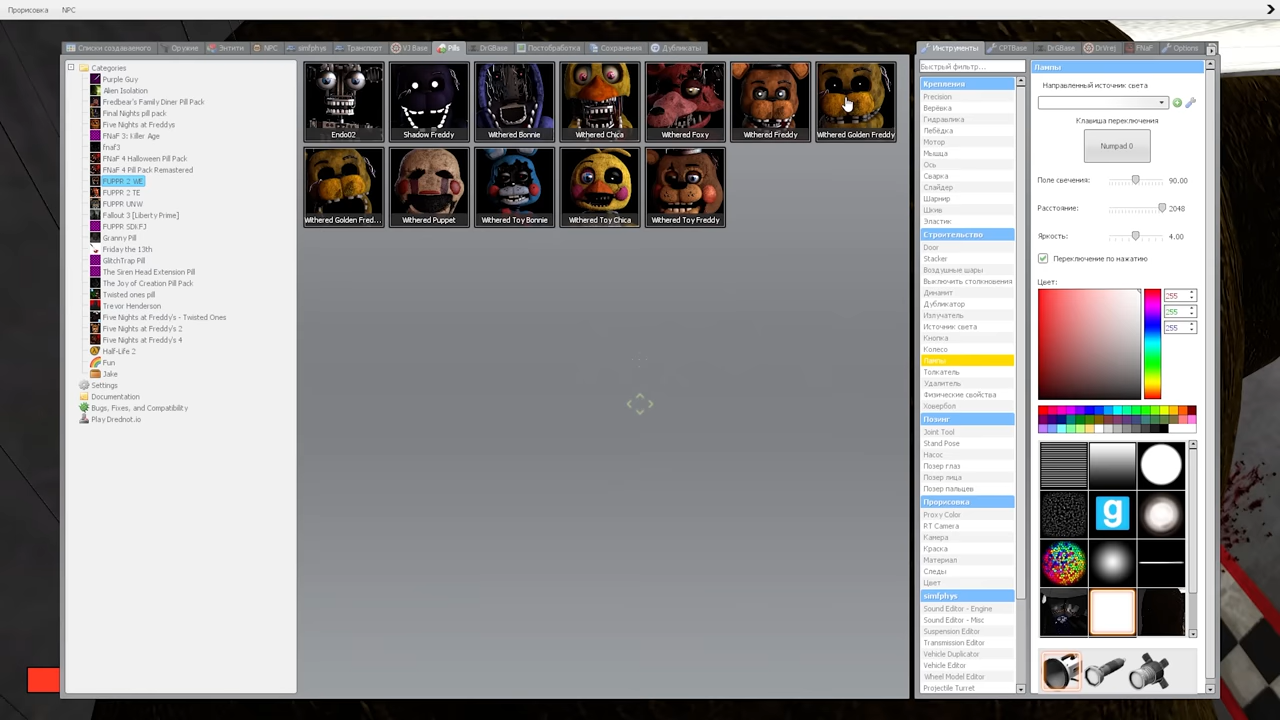 Прорисовка NPC
Списки создаваемого Оружие Энтити NPC simfphys Транспорт VJ Base Pills DrGBase Постобработка Сохранения Дубликаты
Categories
Purple Guy
Alien Isolation
Fredbear's Family Diner Pill Pack
Final Nights pill pack
Five Nights at Freddys
FNaF 3: Killer Age
fnaf3
FNaF 4 Halloween Pill Pack
FNaF 4 Pill Pack Remastered
FUPPR 2 WE
FUPPR 2 TE
FUPPR UNW
Fallout 3 [Liberty Prime]
FUPPR SDI:FJ
Granny Pill
Friday the 13th
GlitchTrap Pill
The Siren Head Extension Pill
The Joy of Creation Pill Pack
Twisted ones pill
Trevor Henderson
Five Nights at Freddy's - Twisted Ones
Five Nights at Freddy's 2
Five Nights at Freddy's 4
Half-Life 2
Fun
Jake
Settings
Documentation
Bugs, Fixes, and Compatibility
Play Drednot.io
Endo02 Shadow Freddy Withered Bonnie Withered Chica Withered Foxy Withered Freddy Withered Golden Freddy
Withered Golden Fred... Withered Puppet Withered Toy Bonnie Withered Toy Chica Withered Toy Freddy
Инструменты CPTBase DrGBase DrVrej FNaF Options
Быстрый фильтр...
Крепления
Precision
Верёвка
Гидравлика
Лебёдка
Мотор
Мышца
Ось
Сварка
Слайдер
Шарнир
Шкив
Эластик
Строительство
Door
Stacker
Воздушные шары
Выключить столкновения
Динамит
Дубликатор
Излучатель
Источник света
Кнопка
Колесо
Лампы
Толкатель
Удалитель
Физические свойства
Ховербол
Позинг
Joint Tool
Stand Pose
Насос
Позер глаз
Позер лица
Позер пальцев
Прорисовка
Proxy Color
RT Camera
Камера
Краска
Материал
Следы
Цвет
simfphys
Sound Editor - Engine
Sound Editor - Misc
Suspension Editor
Transmission Editor
Vehicle Duplicator
Vehicle Editor
Wheel Model Editor
Projectile Turret
Лампы
Направленный источник света
Клавиша переключения
Numpad 0
Поле свечения: 90.00
Расстояние: 2048
Яркость: 4.00
Переключение по нажатию
Цвет:
255
255
255
g